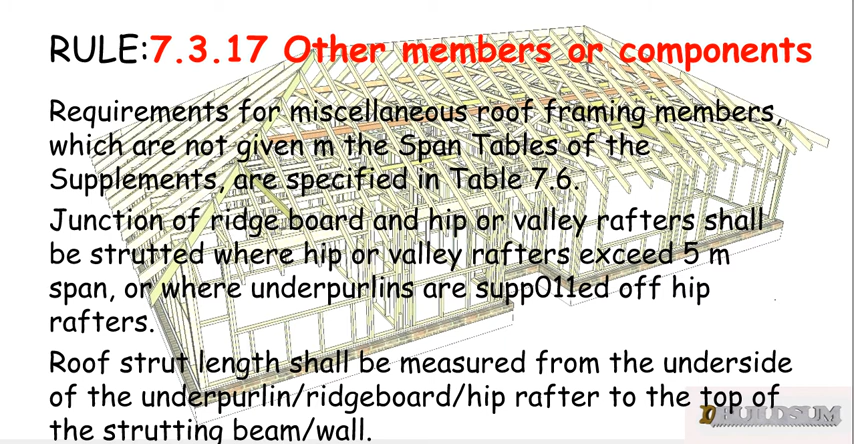 RULE:7.3.17 Other members or components
Requirements for miscellaneous roof framing members,
which are not given m the Span Tables of the
Supplements, are specified in Table 7.6.
Junction of ridge board and hip or valley rafters shall
be strutted where hip or valley rafters exceed 5 m
span, or where underpurlins are supp011ed off hip
rafters.
Roof strut length shall be measured from the underside
of the underpurlin/ridgeboard/hip rafter to the top of
the strutting beam/wall.
BUILDSUM